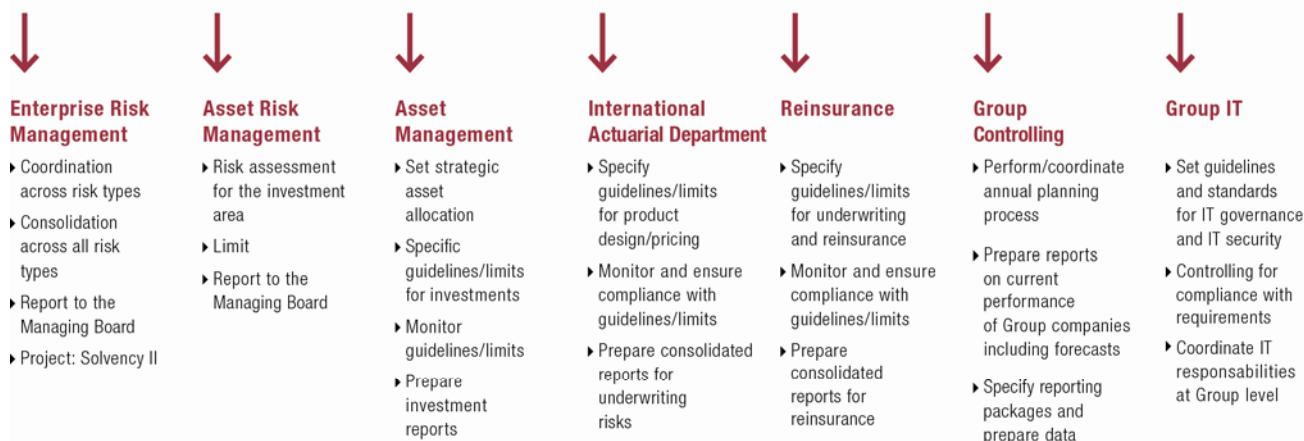 Enterprise Risk
Management
▸ Coordination
across risk types
▸ Consolidation
across all risk
types
▸ Report to the
Managing Board
▸ Project: Solvency II
Asset Risk
Management
▸ Risk assessment
for the investment
area
▸ Limit
▸ Report to the
Managing Board
Asset
Management
▸ Set strategic
asset
allocation
▸ Specific
guidelines/limits
for investments
▸ Monitor
guidelines/limits
▸ Prepare
investment
reports
International
Actuarial Department
▸ Specify
guidelines/limits
for product
design/pricing
▸ Monitor and ensure
compliance with
guidelines/limits
▸ Prepare consolidated
reports for
underwriting
risks
Reinsurance
▸ Specify
guidelines/limits
for underwriting
and reinsurance
▸ Monitor and ensure
compliance with
guidelines/limits
▸ Prepare
consolidated
reports for
reinsurance
Group
Controlling
▸ Perform/coordinate
annual planning
process
▸ Prepare reports
on current
performance
of Group companies
including forecasts
▸ Specify reporting
packages and
prepare data
Group IT
▸ Set guidelines
and standards
for IT governance
and IT security
▸ Controlling for
compliance with
requirements
▸ Coordinate IT
responsabilities
at Group level